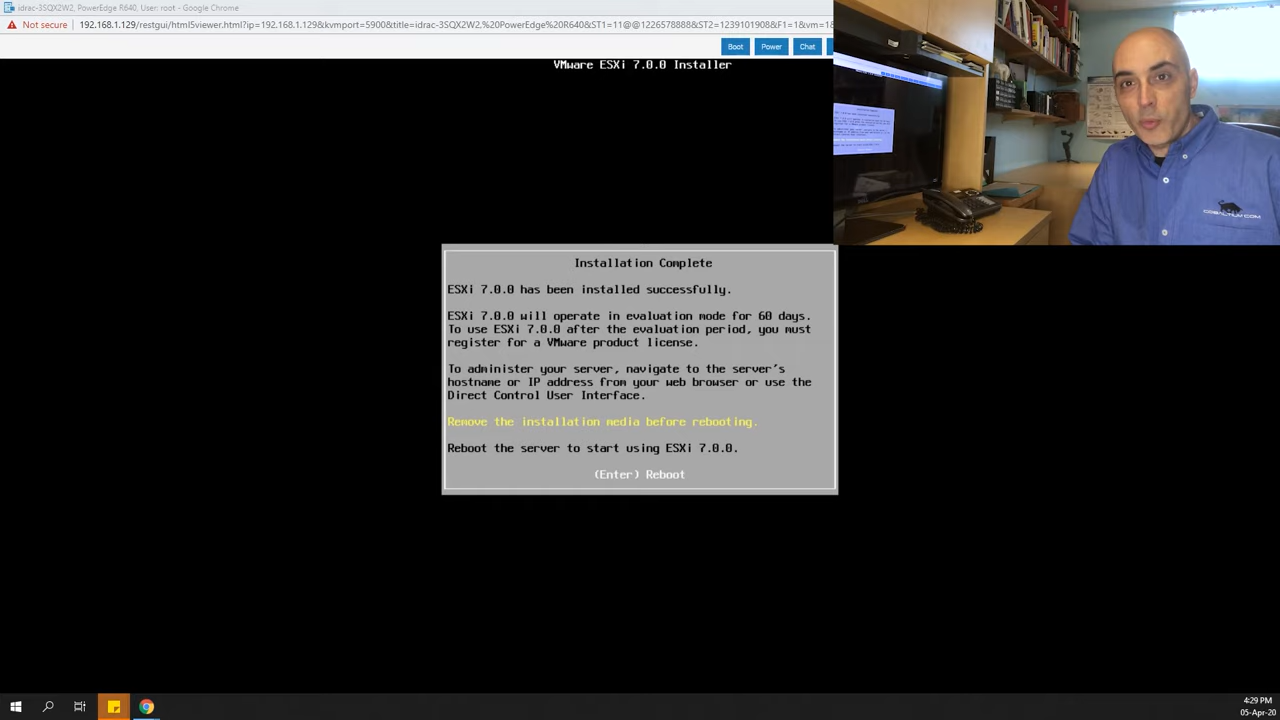 idrac-3SQX2W2, PowerEdge R640, User: root - Google Chrome
Not secure 192.168.1.129/restgui/html5viewer.html?ip=192.168.1.129&kvmport=5900&title=idrac-3SQX2W2,%20PowerEdge%20R640&ST1=11@@1226578888&ST2=1239101908&F1=1&vm=1
Boot Power Chat
VMware ESXi 7.0.0 Installer
COBALTIUM.COM
Installation Complete
ESXi 7.0.0 has been installed successfully.
ESXi 7.0.0 will operate in evaluation mode for 60 days.
To use ESXi 7.0.0 after the evaluation period, you must
register for a VMware product license.
To administer your server, navigate to the server's
hostname or IP address from your web browser or use the
Direct Control User Interface.
Remove the installation media before rebooting.
Reboot the server to start using ESXi 7.0.0.
(Enter) Reboot
4:29 PM
05-Apr-20